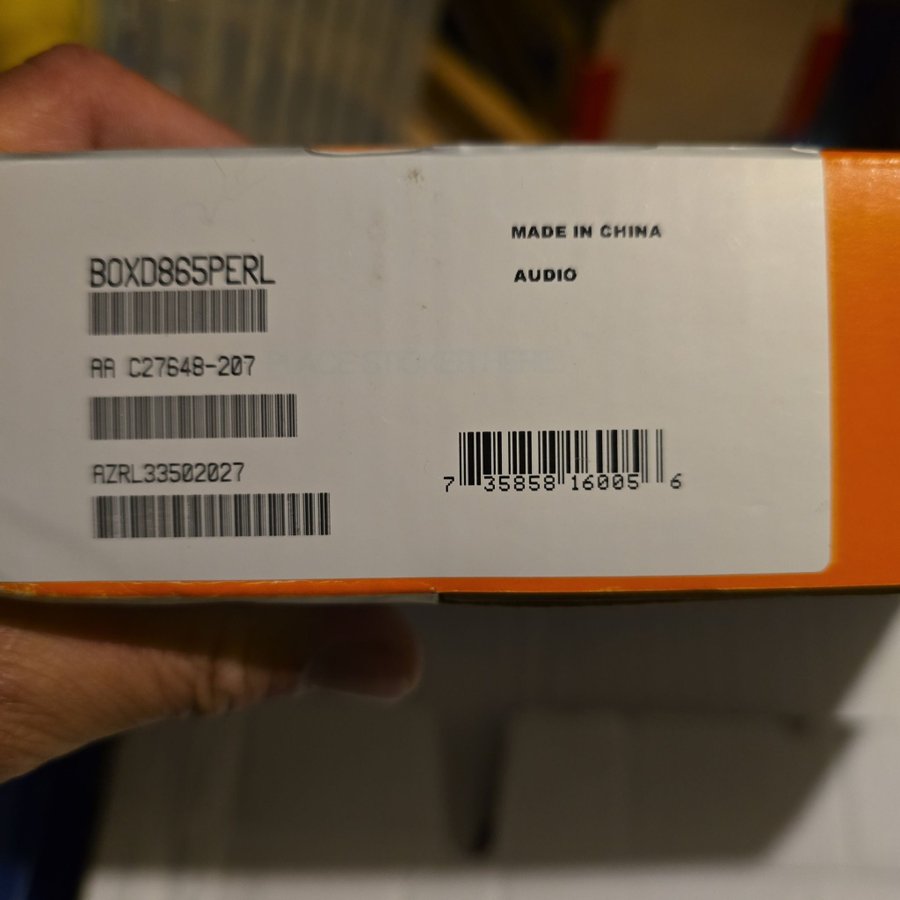 BOXD865PERL
AA C27648-207
AZRL33502027
MADE IN CHINA
AUDIO
7 35858 16005 6